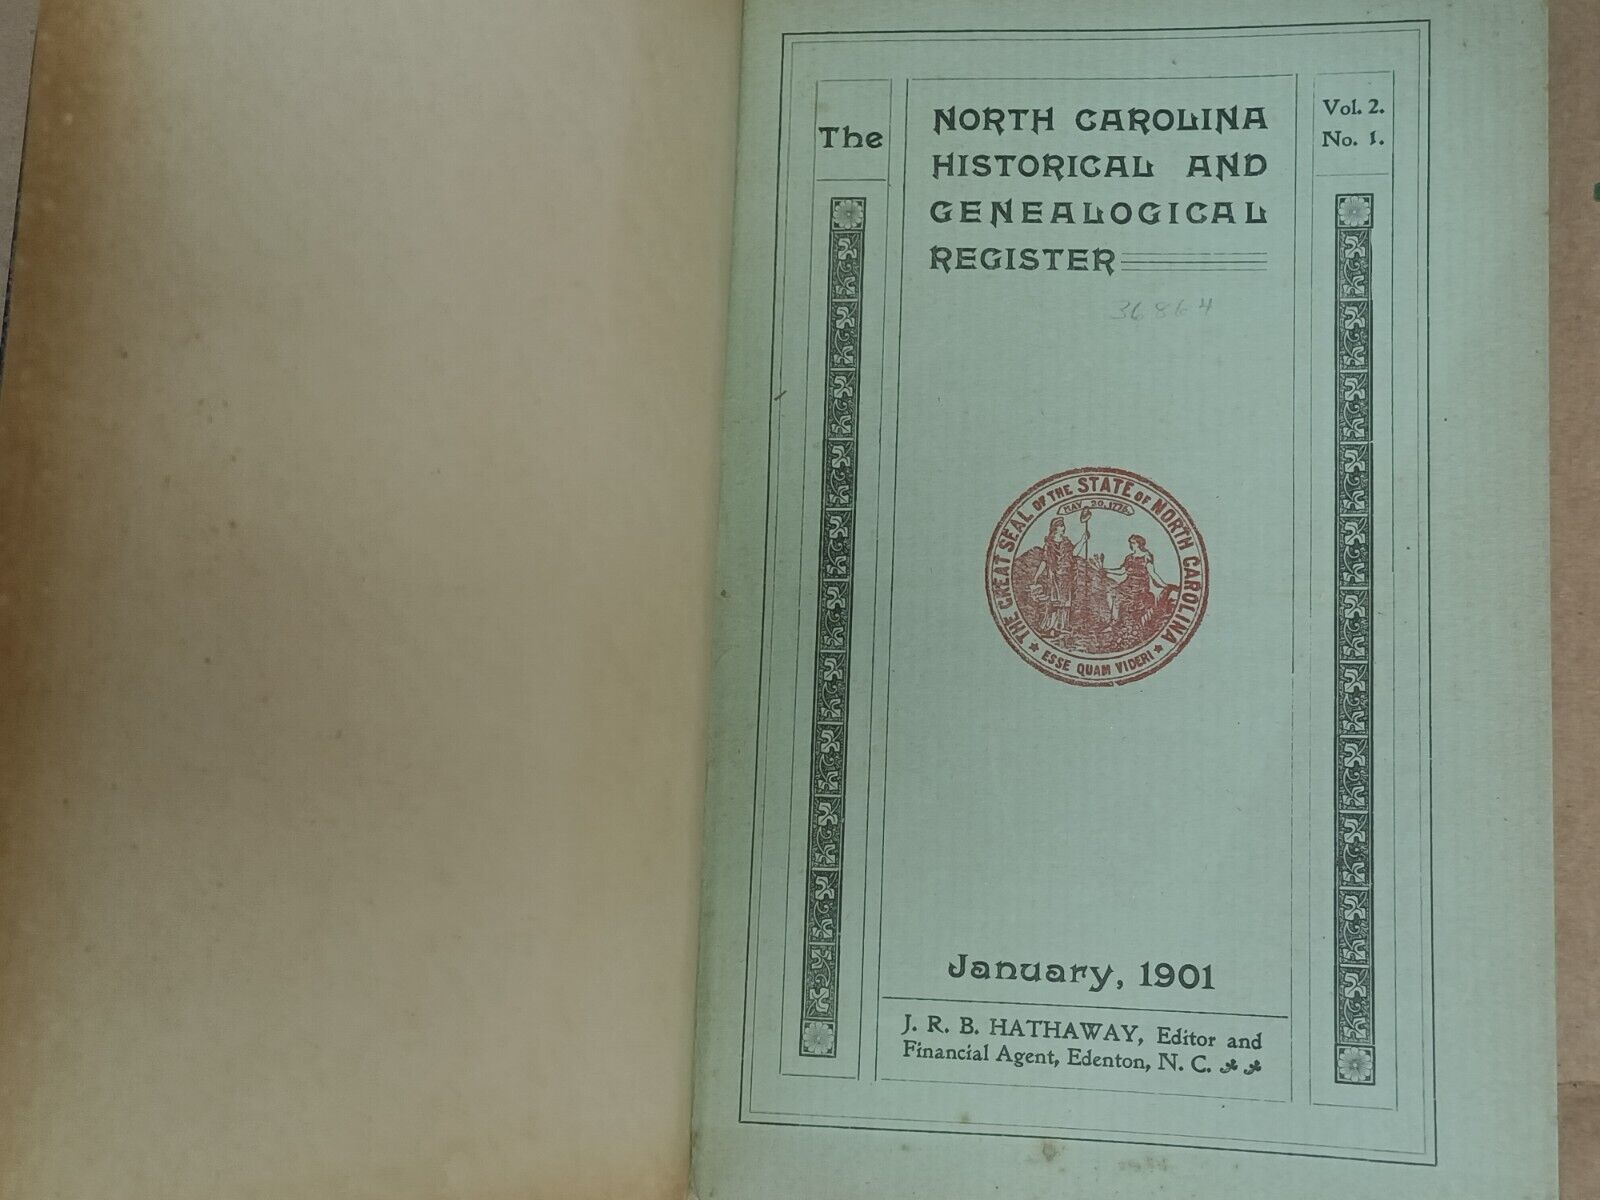 The
NORTH CAROLINA
HISTORICAL AND
GENEALOGICAL
REGISTER
Vol. 2.
No. 1.
36864
THE GREAT SEAL OF THE STATE OF NORTH CAROLINA
MAY 20, 1775
★ ESSE QUAM VIDERI ★
January, 1901
J. R. B. HATHAWAY, Editor and
Financial Agent, Edenton, N. C.